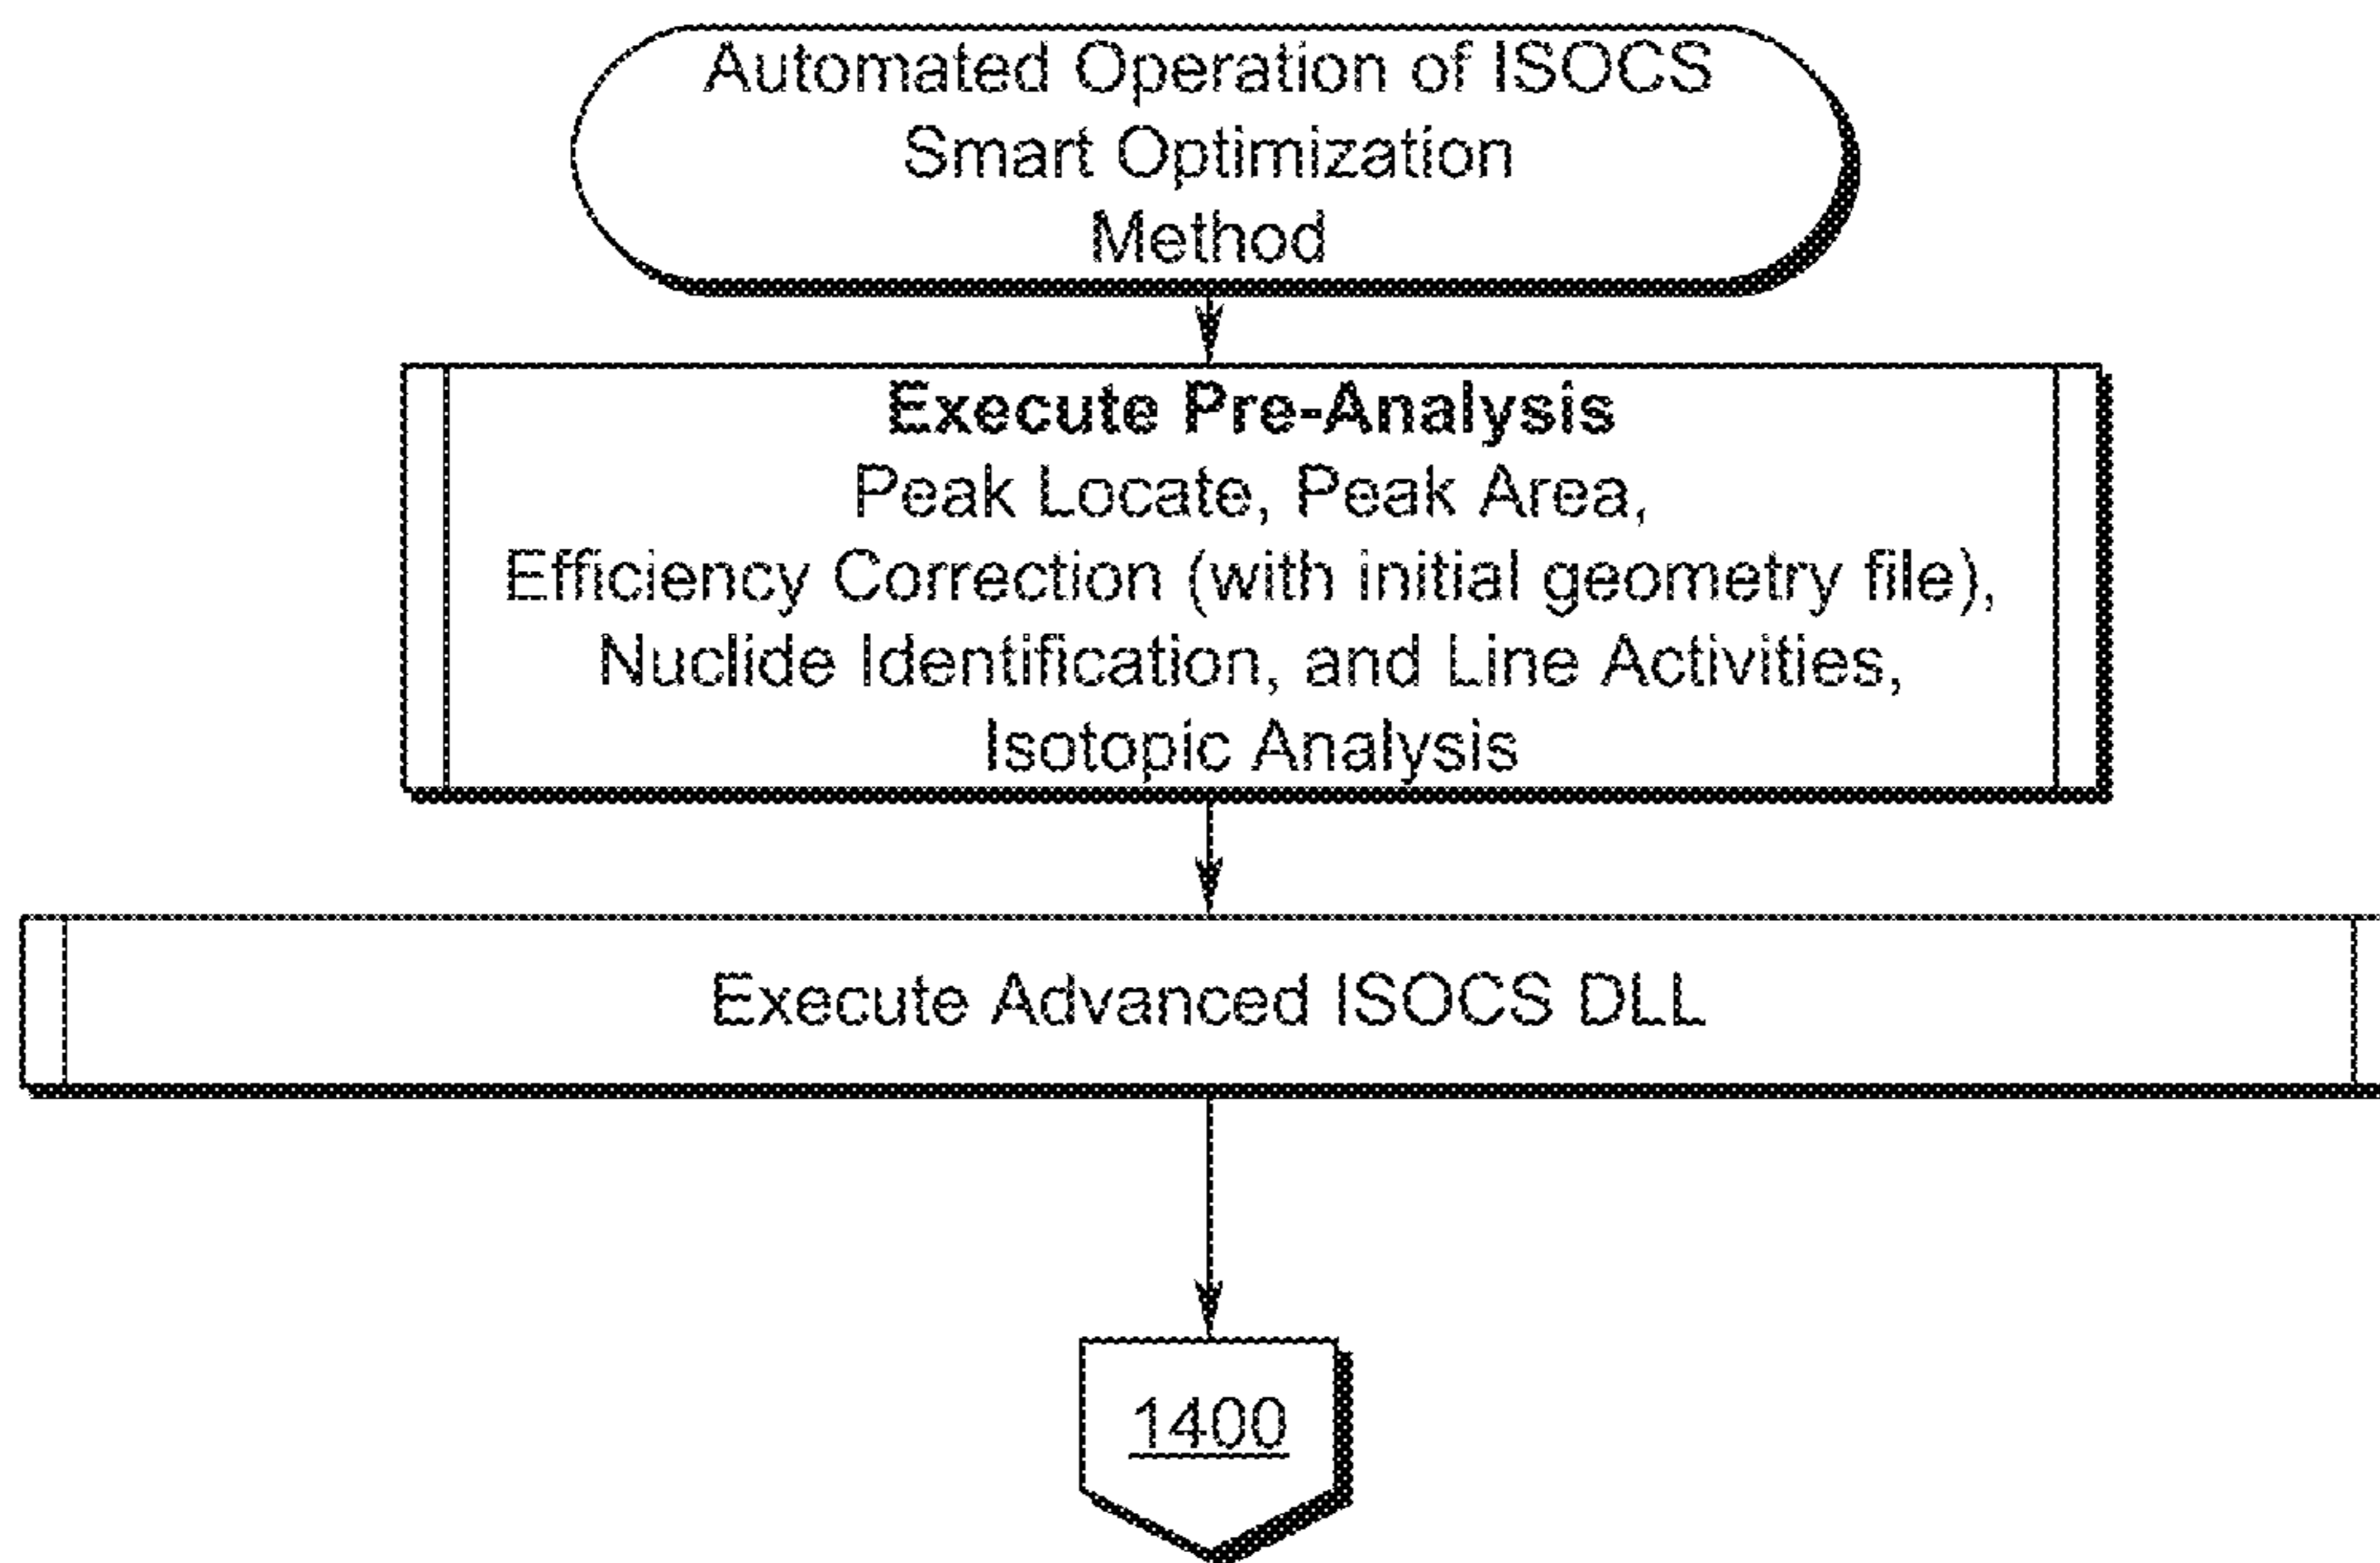 Automated Operation of ISOCS
Smart Optimization
Method
Execute Pre-Analysis
Peak Locate, Peak Area,
Efficiency Correction (with initial geometry file),
Nuclide Identification, and Line Activities,
Isotopic Analysis
Execute Advanced ISOCS DLL
1400